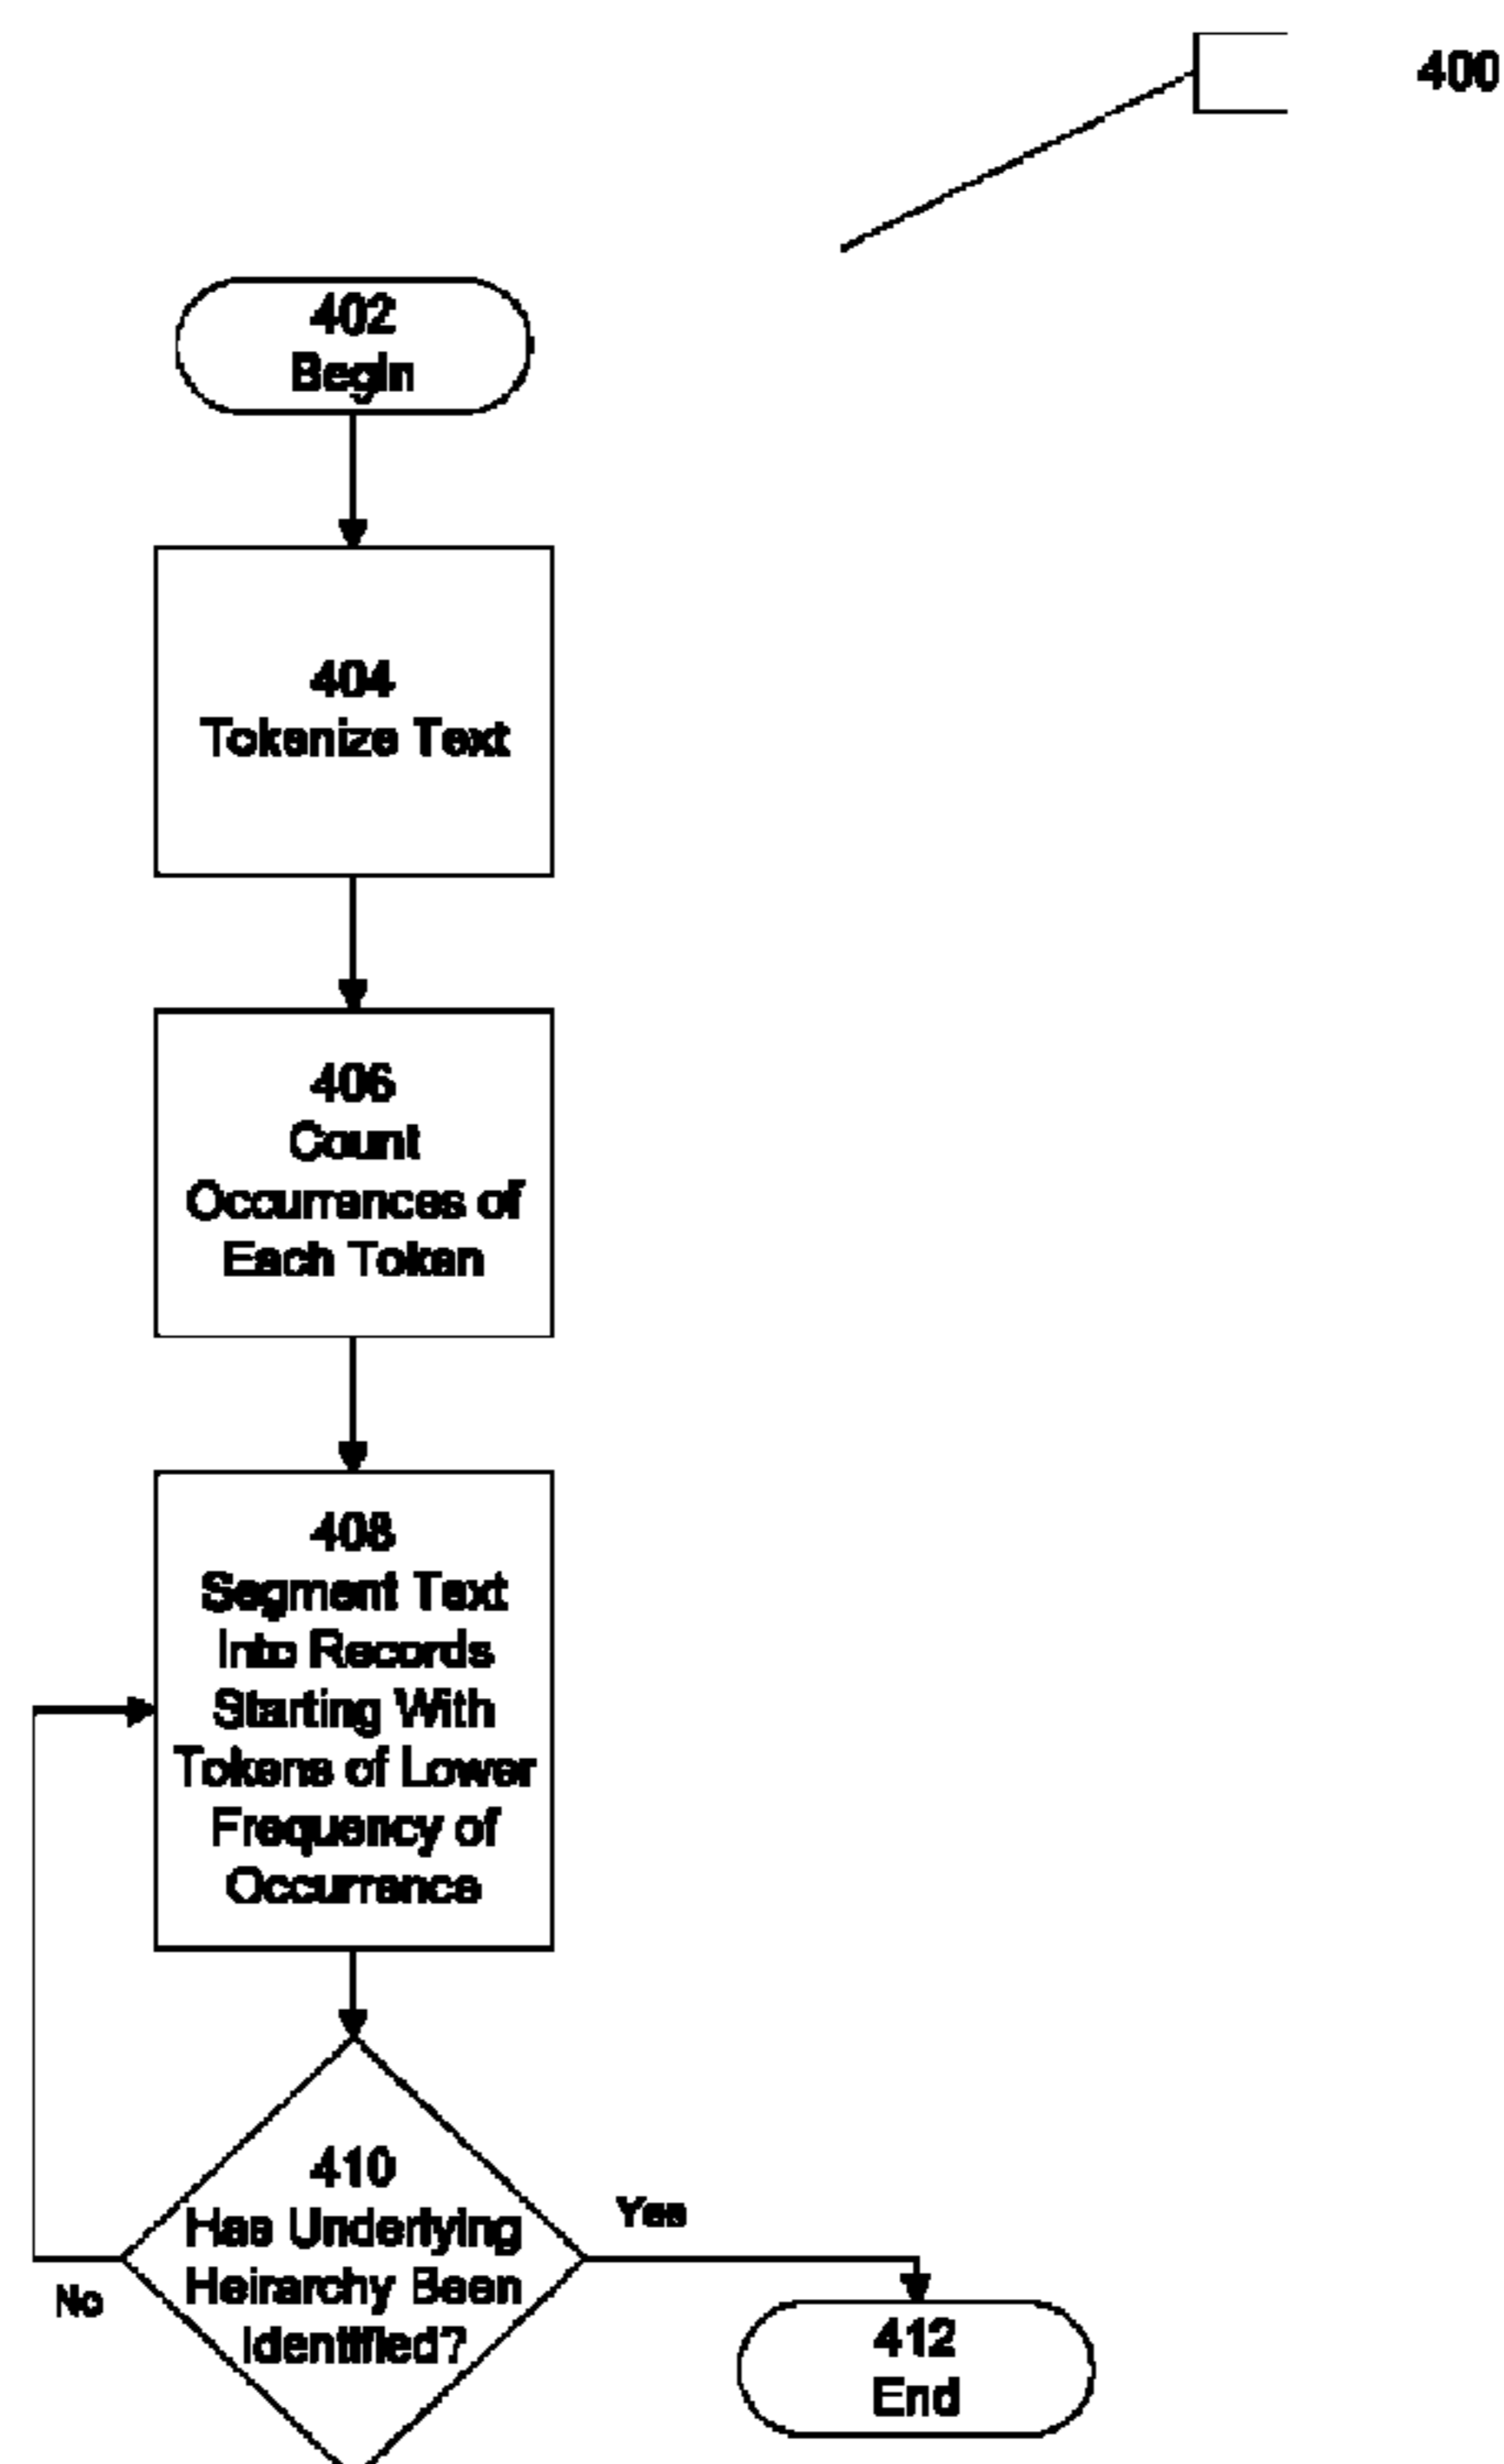 400
402
Begin
404
Tokenize Text
406
Count
Occurrances of
Each Token
408
Segment Text
Into Records
Starting With
Tokens of Lower
Frequency of
Occurrence
410
Has Underlying
Heirarchy Been
Identified?
Yes
No
412
End